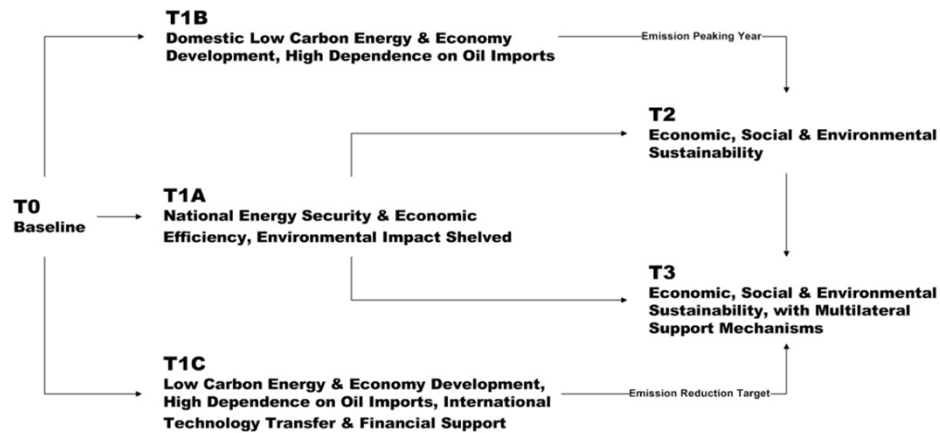 T1B
Domestic Low Carbon Energy & Economy
Development, High Dependence on Oil Imports
Emission Peaking Year
T2
Economic, Social & Environmental
Sustainability
T0
Baseline
T1A
National Energy Security & Economic
Efficiency, Environmental Impact Shelved
T3
Economic, Social & Environmental
Sustainability, with Multilateral
Support Mechanisms
T1C
Low Carbon Energy & Economy Development,
High Dependence on Oil Imports, International
Technology Transfer & Financial Support
Emission Reduction Target